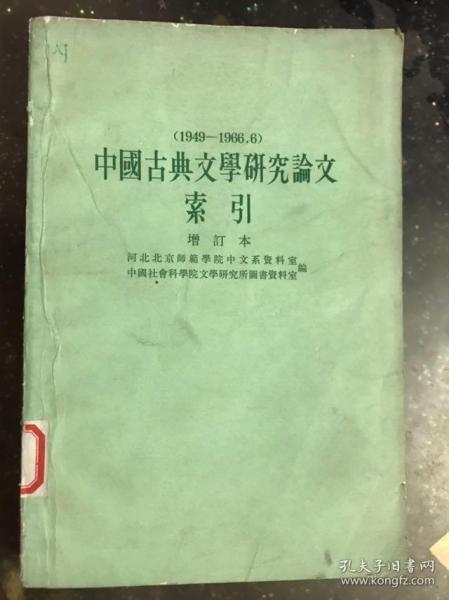 (1949—1966.6)
中國古典文學研究論文
索引
增訂本
河北北京師範學院中文系資料室
中國社會科學院文學研究所圖書資料室
編
孔夫子旧书网
www.kongfz.com